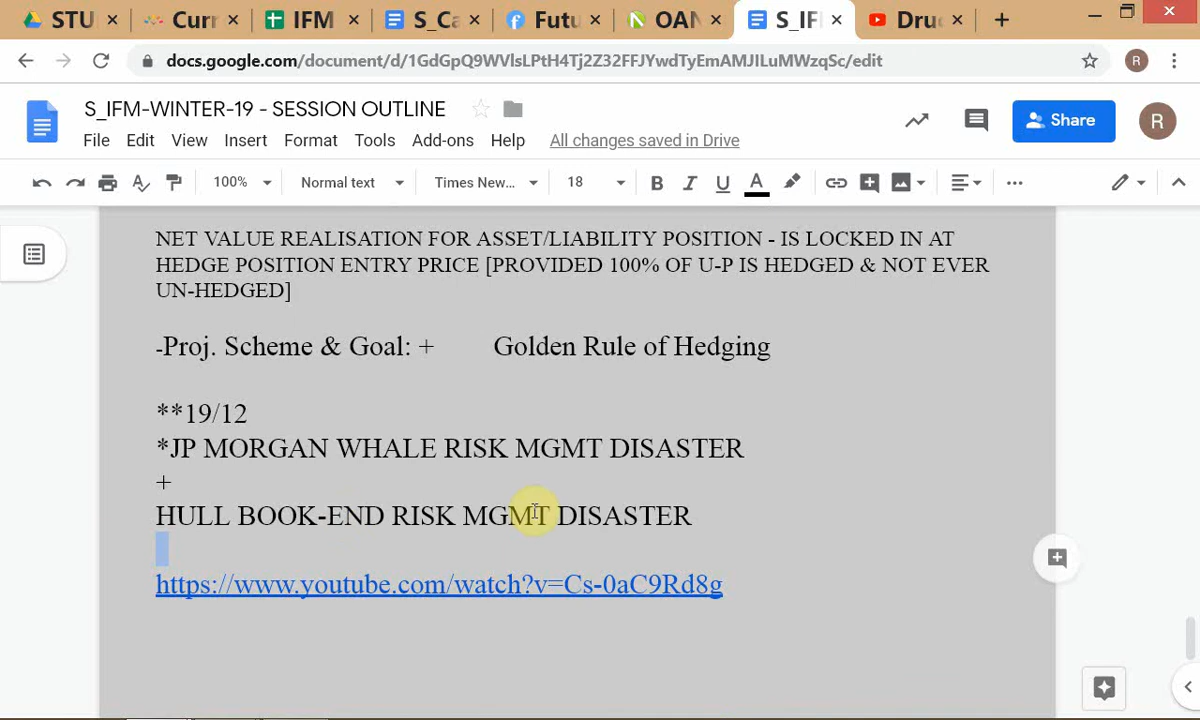 STU
Curr
IFM
S_Ca
Futu
OAN
S_IFI
Druc
docs.google.com/document/d/1GdGpQ9WVlsLPtH4Tj2Z32FFJYwdTyEmAMJILuMWzqSc/edit
R
S_IFM-WINTER-19 - SESSION OUTLINE
File Edit View Insert Format Tools Add-ons Help All changes saved in Drive
Share
R
100% Normal text Times New... 18 B I U A
NET VALUE REALISATION FOR ASSET/LIABILITY POSITION - IS LOCKED IN AT
HEDGE POSITION ENTRY PRICE [PROVIDED 100% OF U-P IS HEDGED & NOT EVER
UN-HEDGED]
-Proj. Scheme & Goal: + Golden Rule of Hedging
**19/12
*JP MORGAN WHALE RISK MGMT DISASTER
+
HULL BOOK-END RISK MGMT DISASTER
https://www.youtube.com/watch?v=Cs-0aC9Rd8g